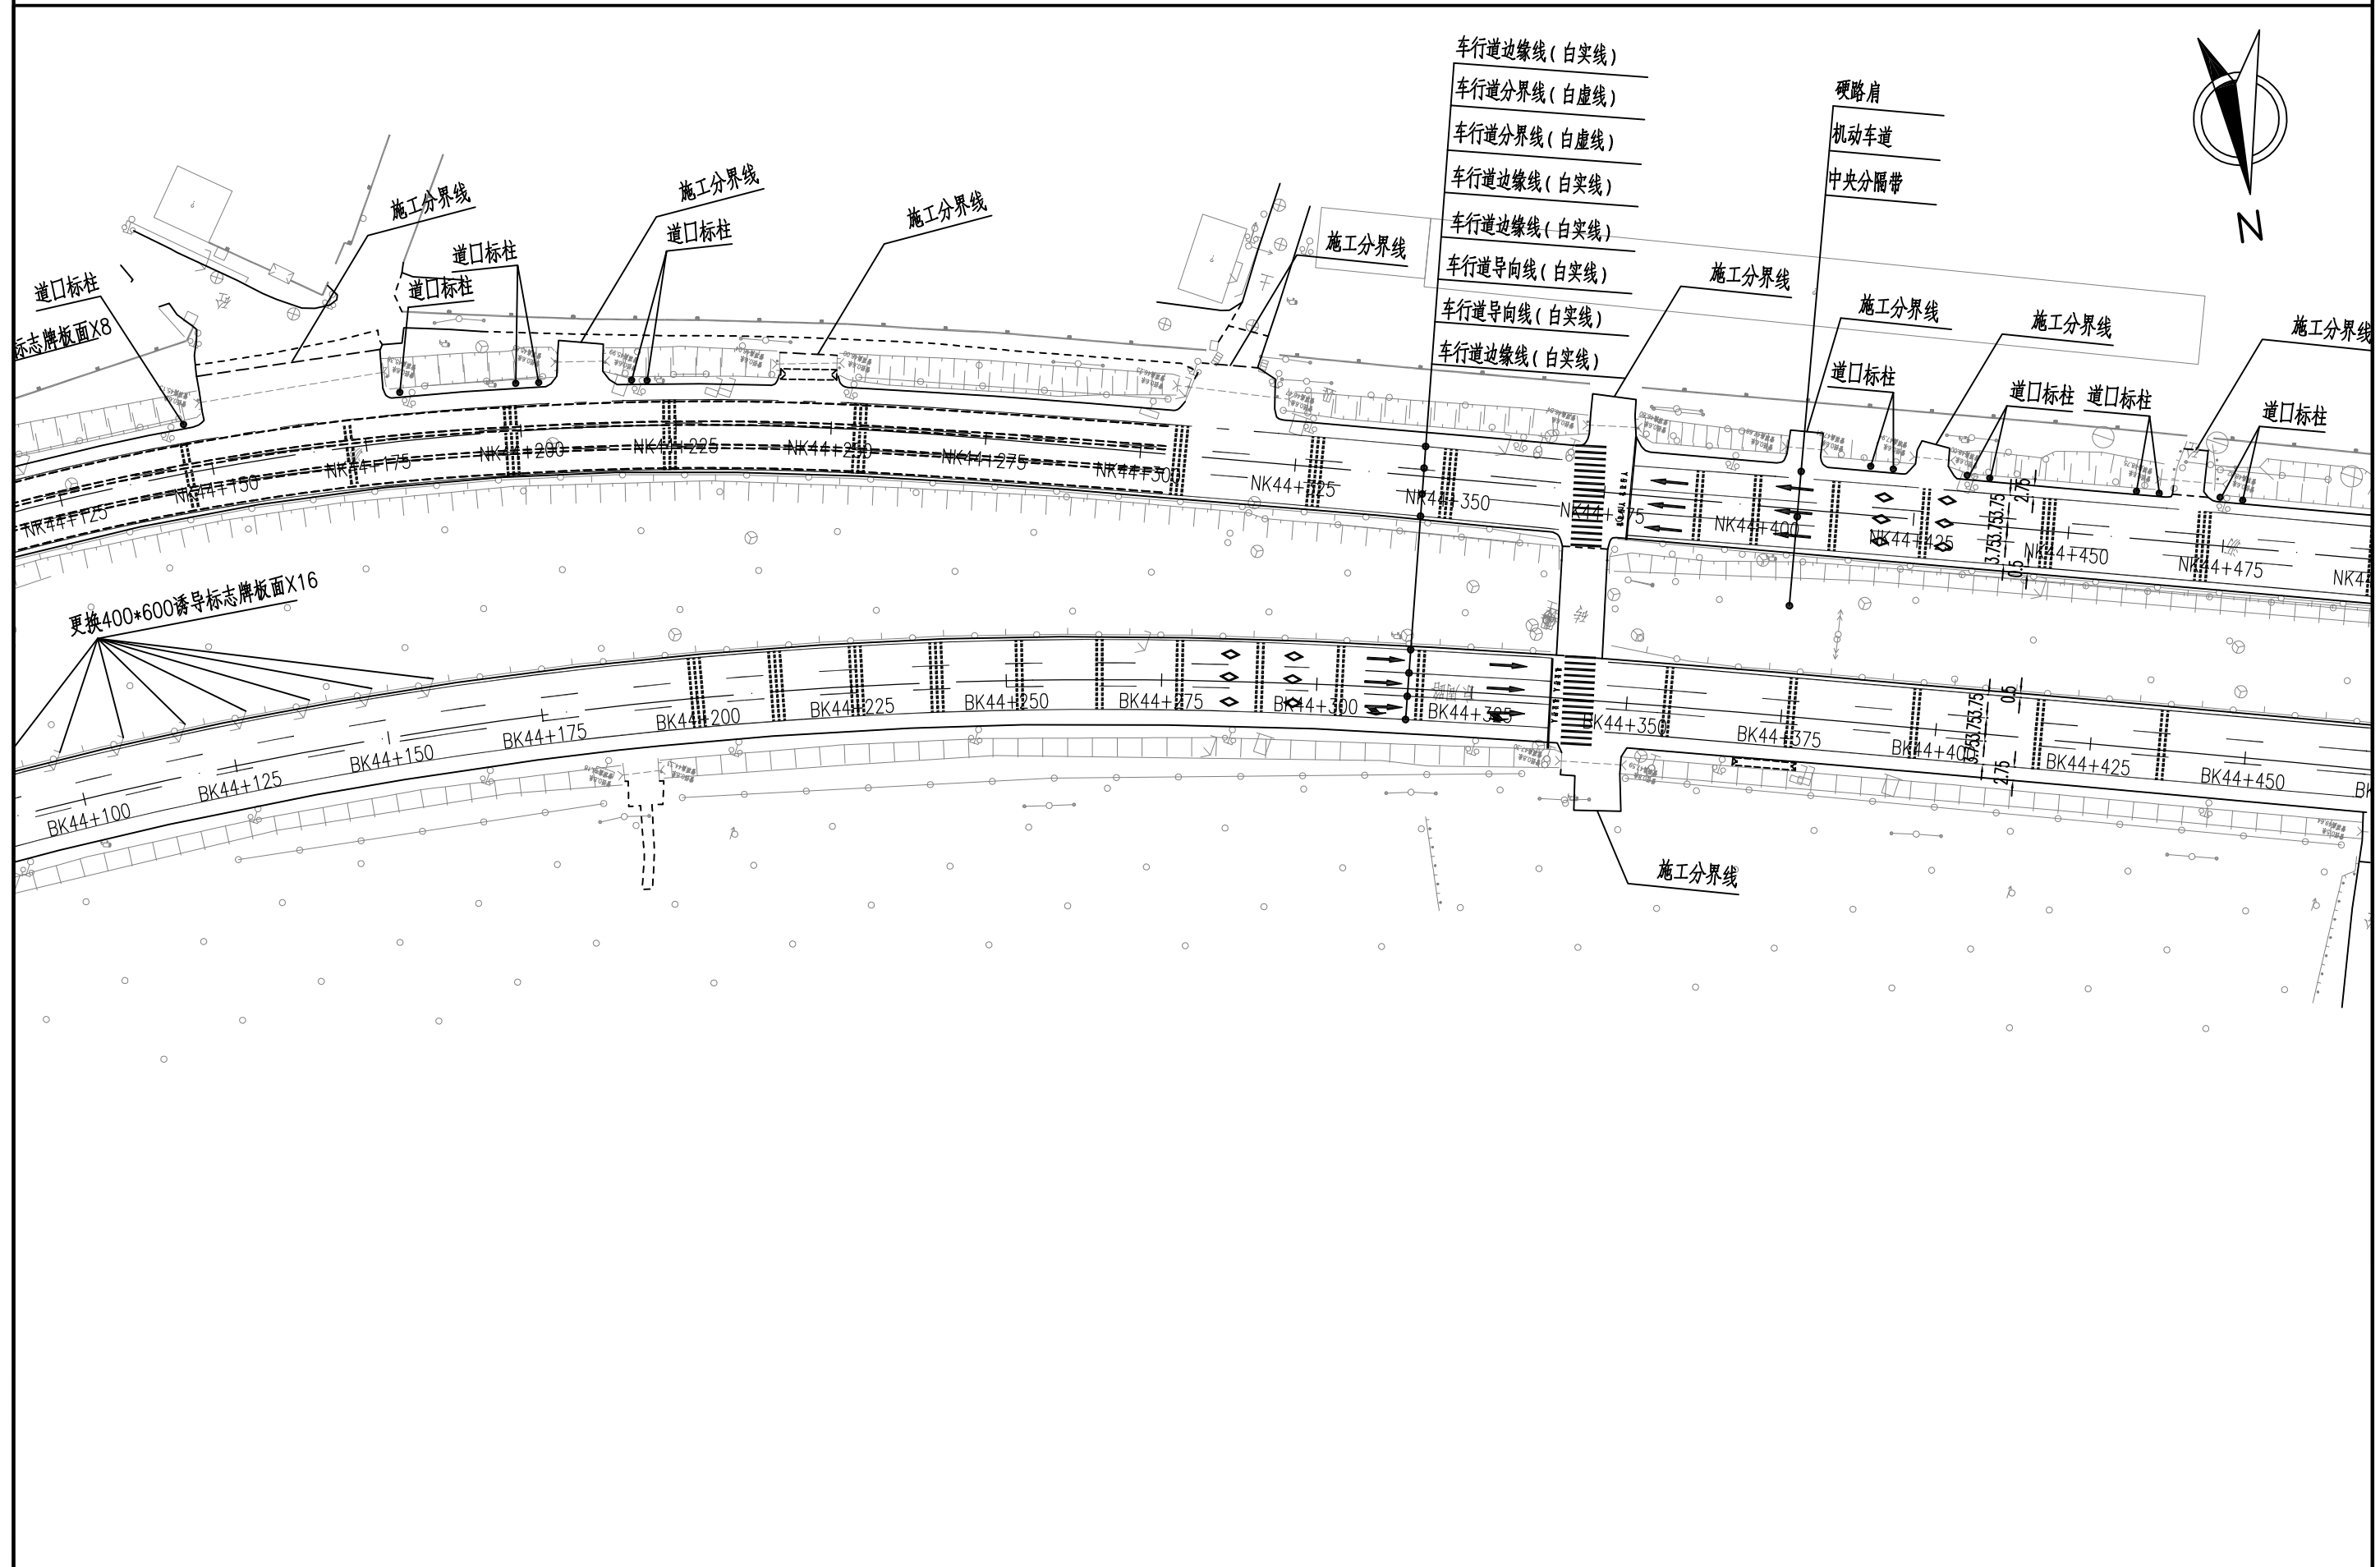 车行道边缘线(白实线)
车行道分界线(白虚线)
车行道分界线(白虚线)
车行道边缘线(白实线)
车行道边缘线(白实线)
车行道导向线(白实线)
车行道导向线(白实线)
车行道边缘线(白实线)
硬路肩
机动车道
中央分隔带
N
施工分界线
施工分界线
施工分界线
施工分界线
施工分界线
施工分界线
施工分界线
施工分界线
道口标柱
道口标柱
道口标柱
道口标柱
标志牌板面X8
道口标柱
道口标柱
道口标柱
道口标柱
NK44+125
NK44+150
NK44+175
NK44+200
NK44+225
NK44+250
NK44+275
NK44+300
NK44+325
NK44+350
NK44+375
NK44+400
NK44+425
NK44+450
NK44+475
NK4
2.75
3.75
3.75
3.75
0.5
更换400*600诱导标志牌板面X16
BK44+100
BK44+125
BK44+150
BK44+175
BK44+200
BK44+225
BK44+250
BK44+275
BK44+300
BK44+325
BK44+350
BK44+375
BK44+400
BK44+425
BK44+450
0.5
3.75
3.75
3.75
2.75
施工分界线